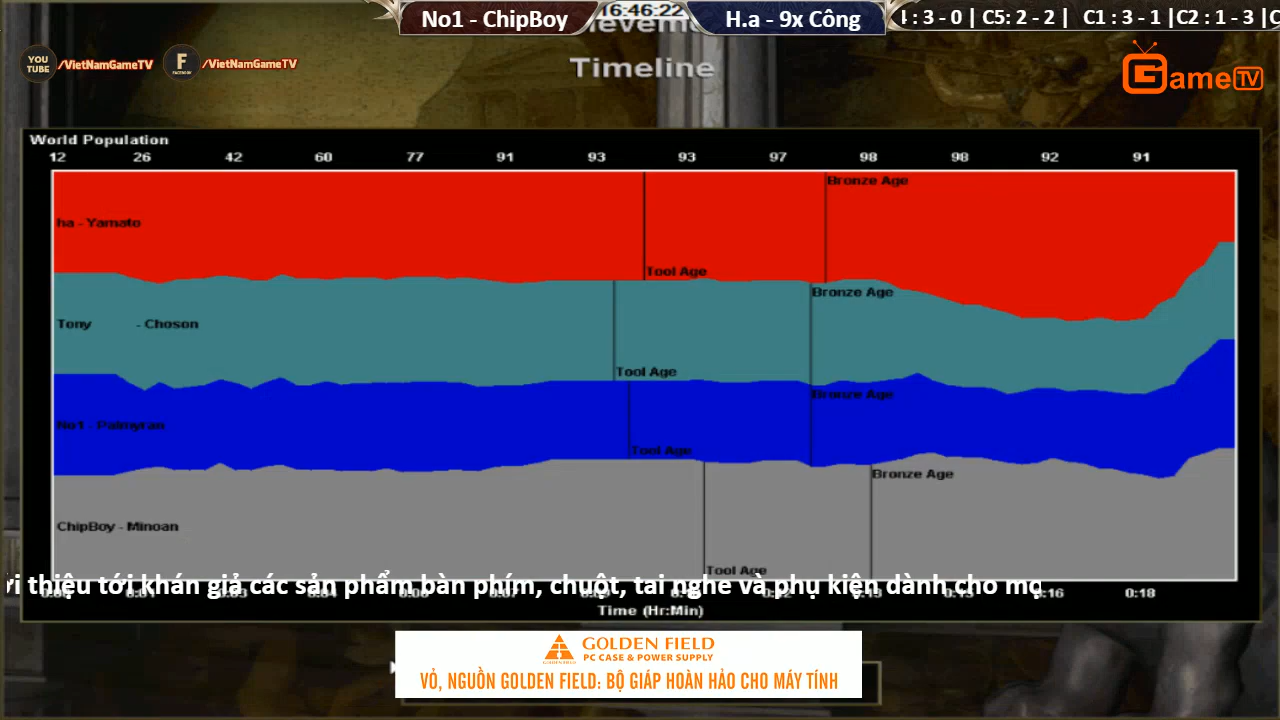 No1 - ChipBoy
16:46:22
H.a - 9x Công
: 3 - 0 | C5: 2 - 2 | C1 : 3 - 1 |C2 : 1 - 3 |C
YOU TUBE /VietNamGameTV
F FACEBOOK /VietNamGameTV
Timeline
GameTV
World Population
12 26 42 60 77 91 93 93 97 98 98 92 91
Bronze Age
ha - Yamato
Tool Age
Bronze Age
Tony - Choson
Tool Age
Bronze Age
No1 - Palmyran
Tool Age
Bronze Age
ChipBoy - Minoan
Tool Age
thiệu tới khán giả các sản phẩm bàn phím, chuột, tai nghe và phụ kiện dành cho
0:18
Time (Hr:Min)
GOLDEN FIELD
PC CASE & POWER SUPPLY
VỎ, NGUỒN GOLDEN FIELD: BỘ GIÁP HOÀN HẢO CHO MÁY TÍNH